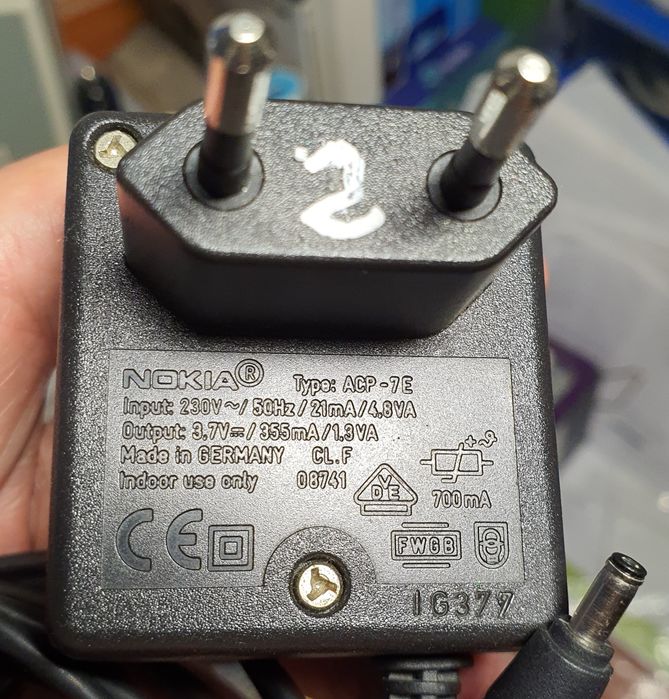 2
NOKIA® Type: ACP-7E
Input: 230V~/50Hz/21mA/4,8VA
Output: 3,7V⎓/355mA/1,3VA
Made in GERMANY CL.F
Indoor use only 08741
VDE
+ϑ
700mA
CE
FWGB
IG377